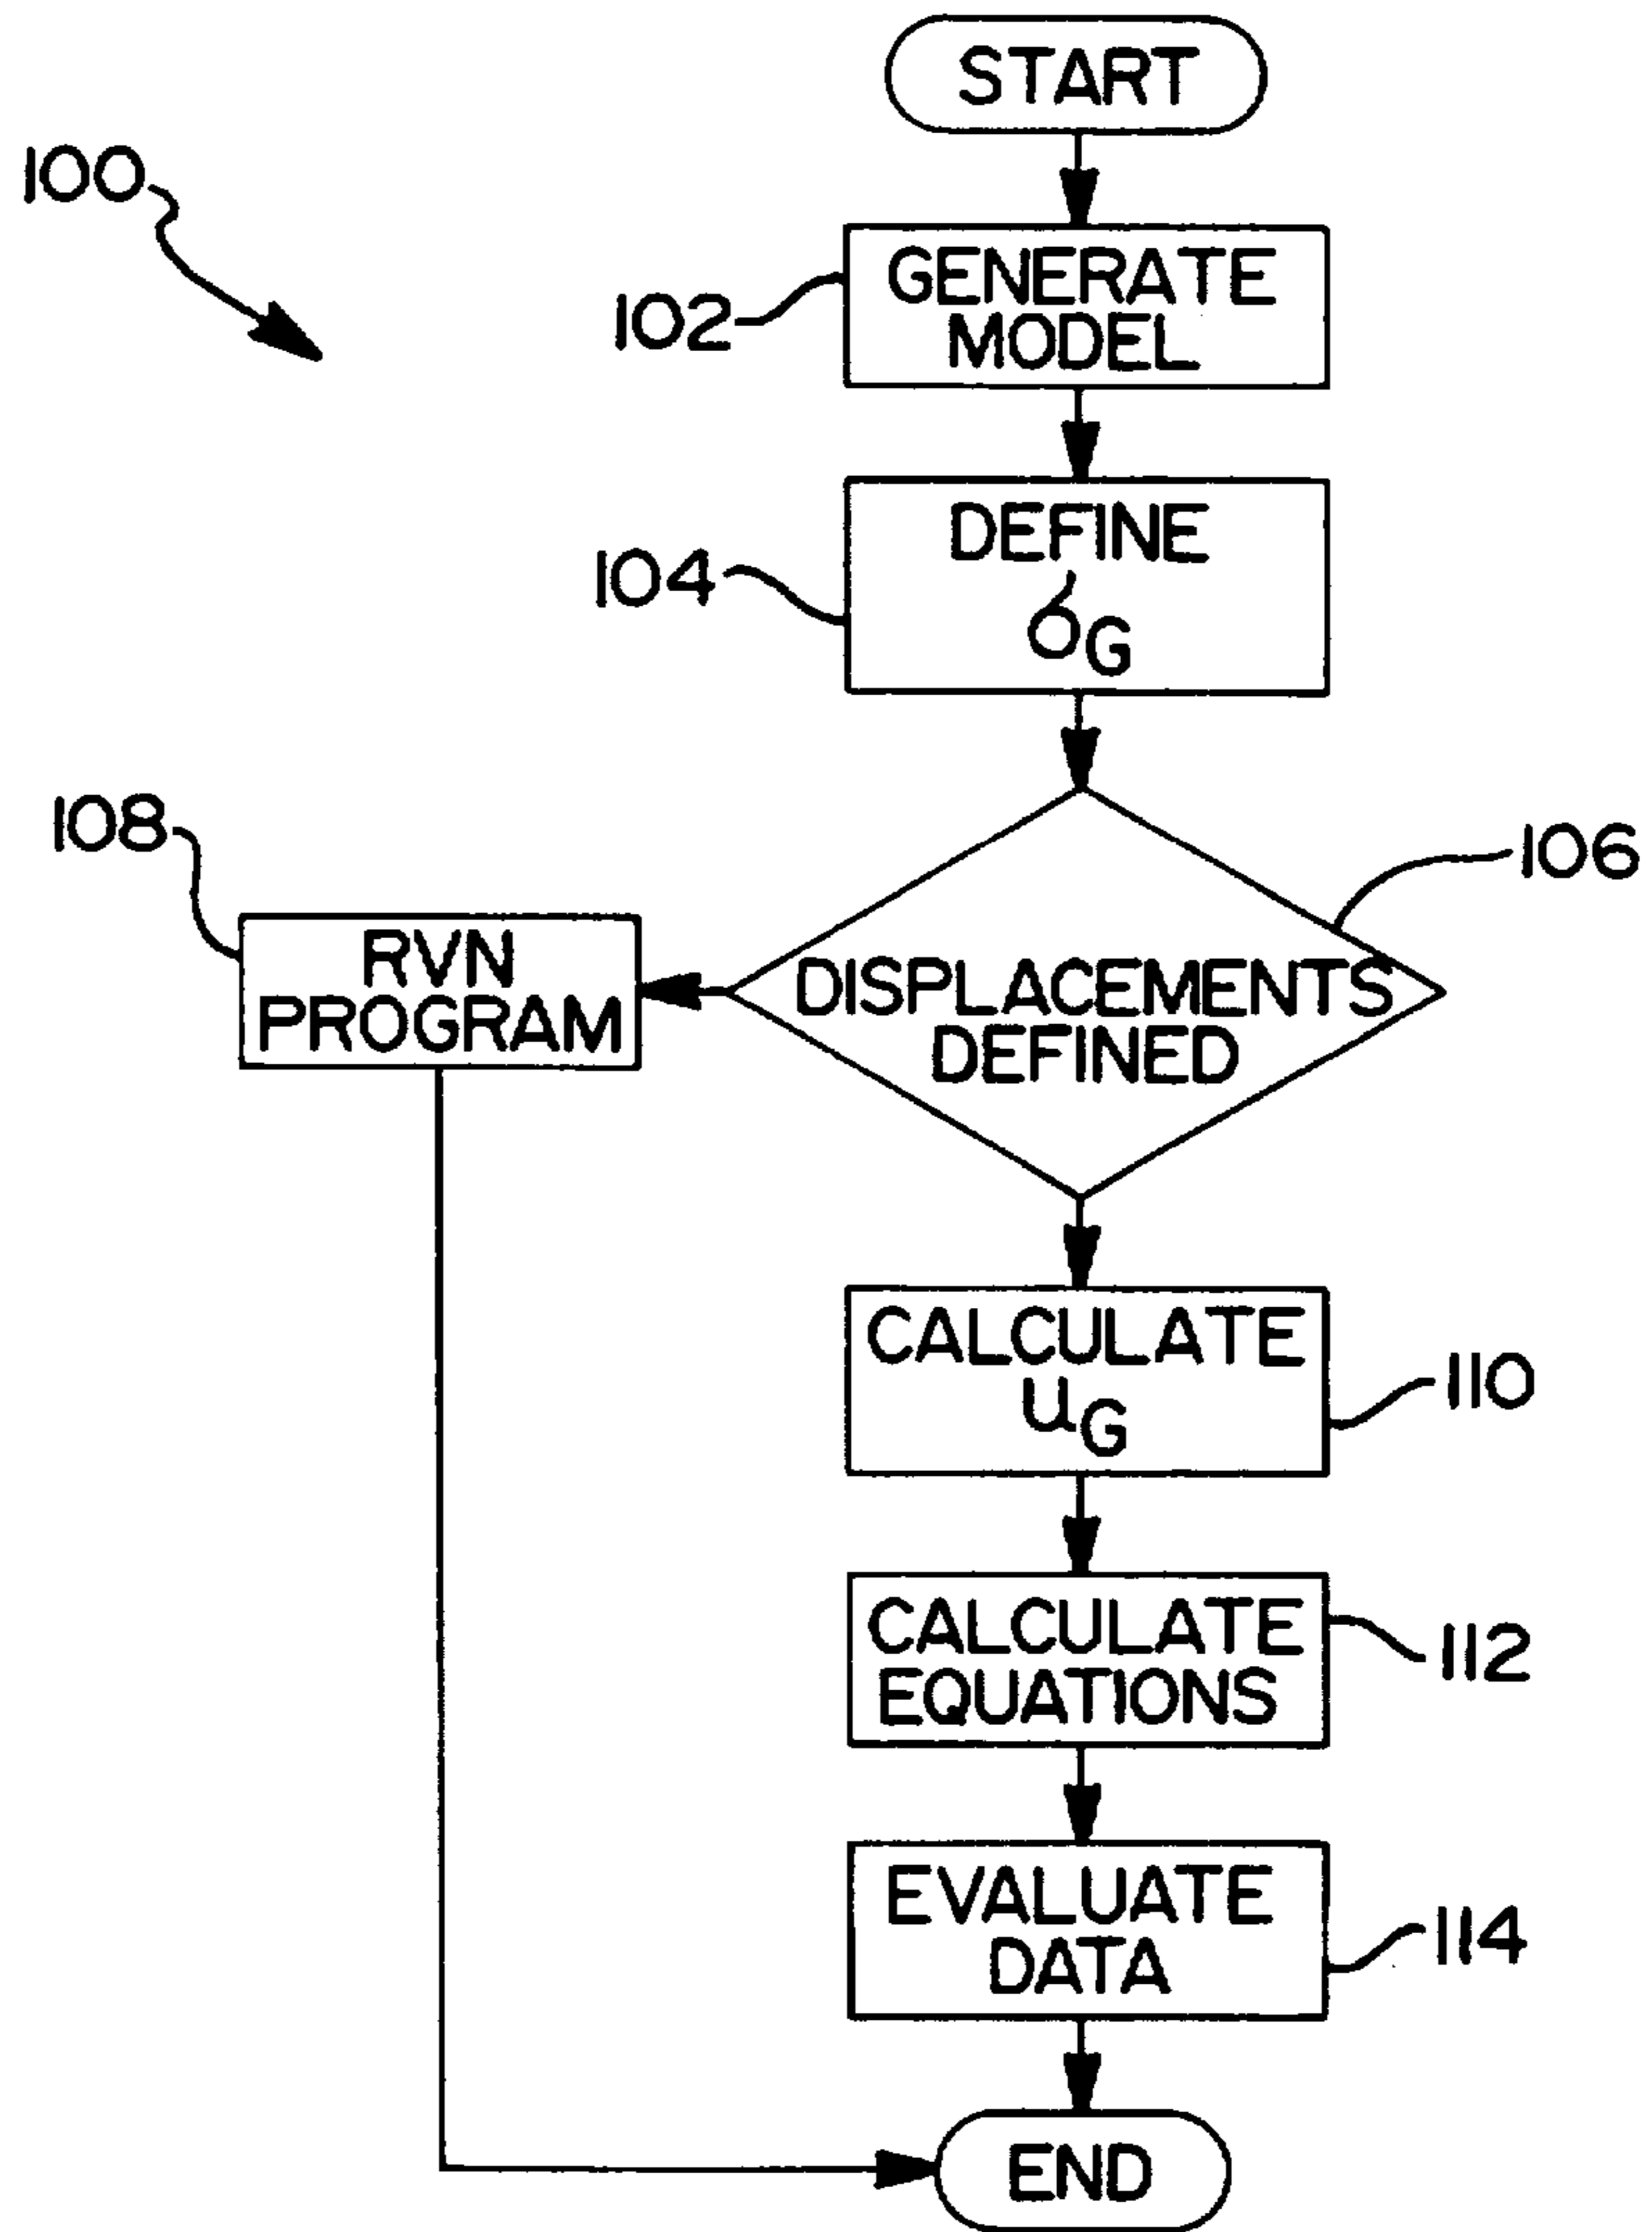 START
100
GENERATE
MODEL
102
DEFINE
104
δG
108
106
RVN
PROGRAM
DISPLACEMENTS
DEFINED
CALCULATE
uG
110
CALCULATE
EQUATIONS
112
EVALUATE
DATA
114
END